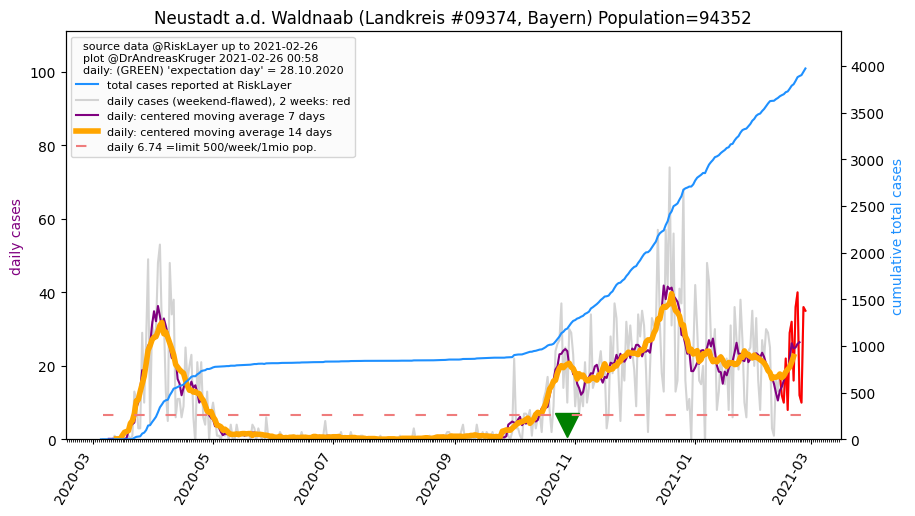 Neustadt a.d. Waldnaab (Landkreis #09374, Bayern) Population=94352
source data @RiskLayer up to 2021-02-26
plot @DrAndreasKruger 2021-02-26 00:58
daily: (GREEN) 'expectation day' = 28.10.2020
total cases reported at RiskLayer
daily cases (weekend-flawed), 2 weeks: red
daily: centered moving average 7 days
daily: centered moving average 14 days
daily 6.74 =limit 500/week/1mio pop.
daily cases
100
80
60
40
20
0
cumulative total cases
4000
3500
3000
2500
2000
1500
1000
500
0
2020-03
2020-05
2020-07
2020-09
2020-11
2021-01
2021-03